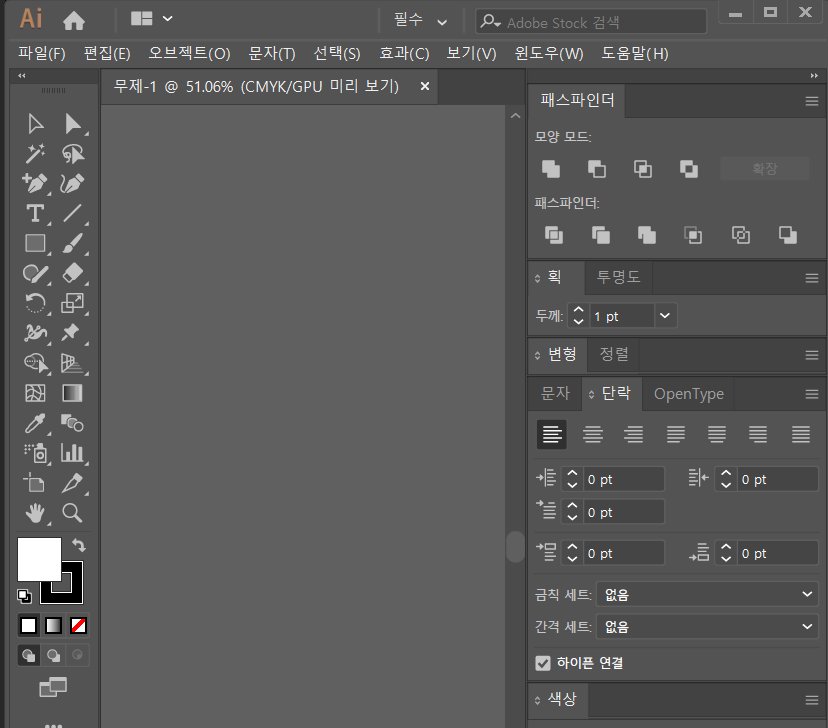 Ai 필수 Adobe Stock 검색
파일(F) 편집(E) 오브젝트(O) 문자(T) 선택(S) 효과(C) 보기(V) 윈도우(W) 도움말(H)
무제-1 @ 51.06% (CMYK/GPU 미리 보기) ×
패스파인더
모양 모드:
확장
패스파인더:
획 투명도
두께: 1 pt
변형 정렬
문자 단락 OpenType
0 pt 0 pt
0 pt
0 pt 0 pt
금칙 세트: 없음
간격 세트: 없음
하이픈 연결
색상